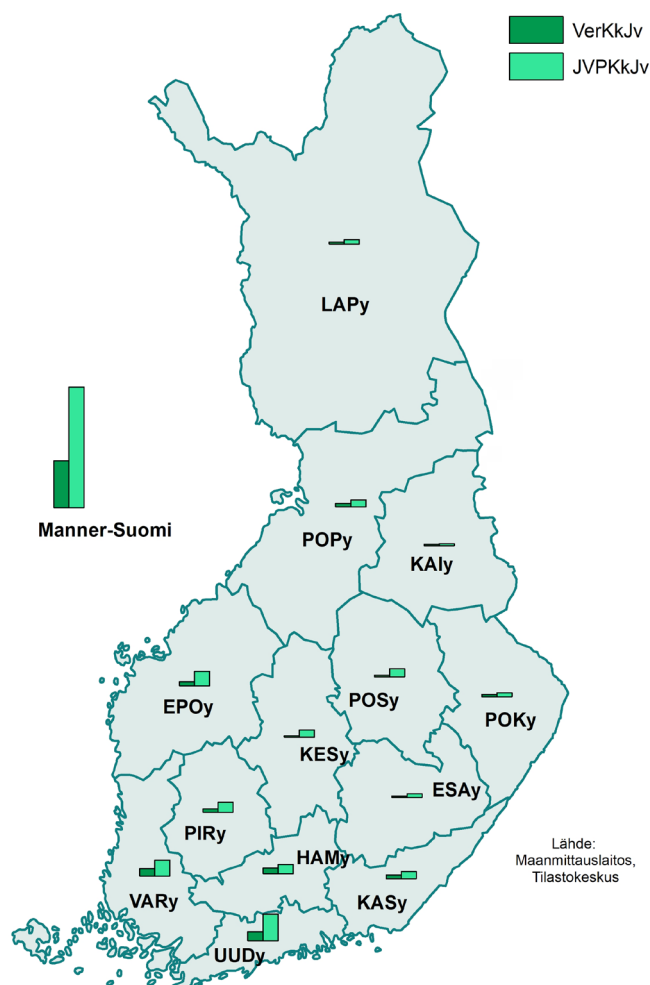 VerKkJv
JVPKkJv
LAPy
Manner-Suomi
POPy
KAIy
EPOy
POSy
POKy
KESy
ESAy
PIRy
HAMy
VARy
KASy
UUDy
Lähde:
Maanmittauslaitos,
Tilastokeskus